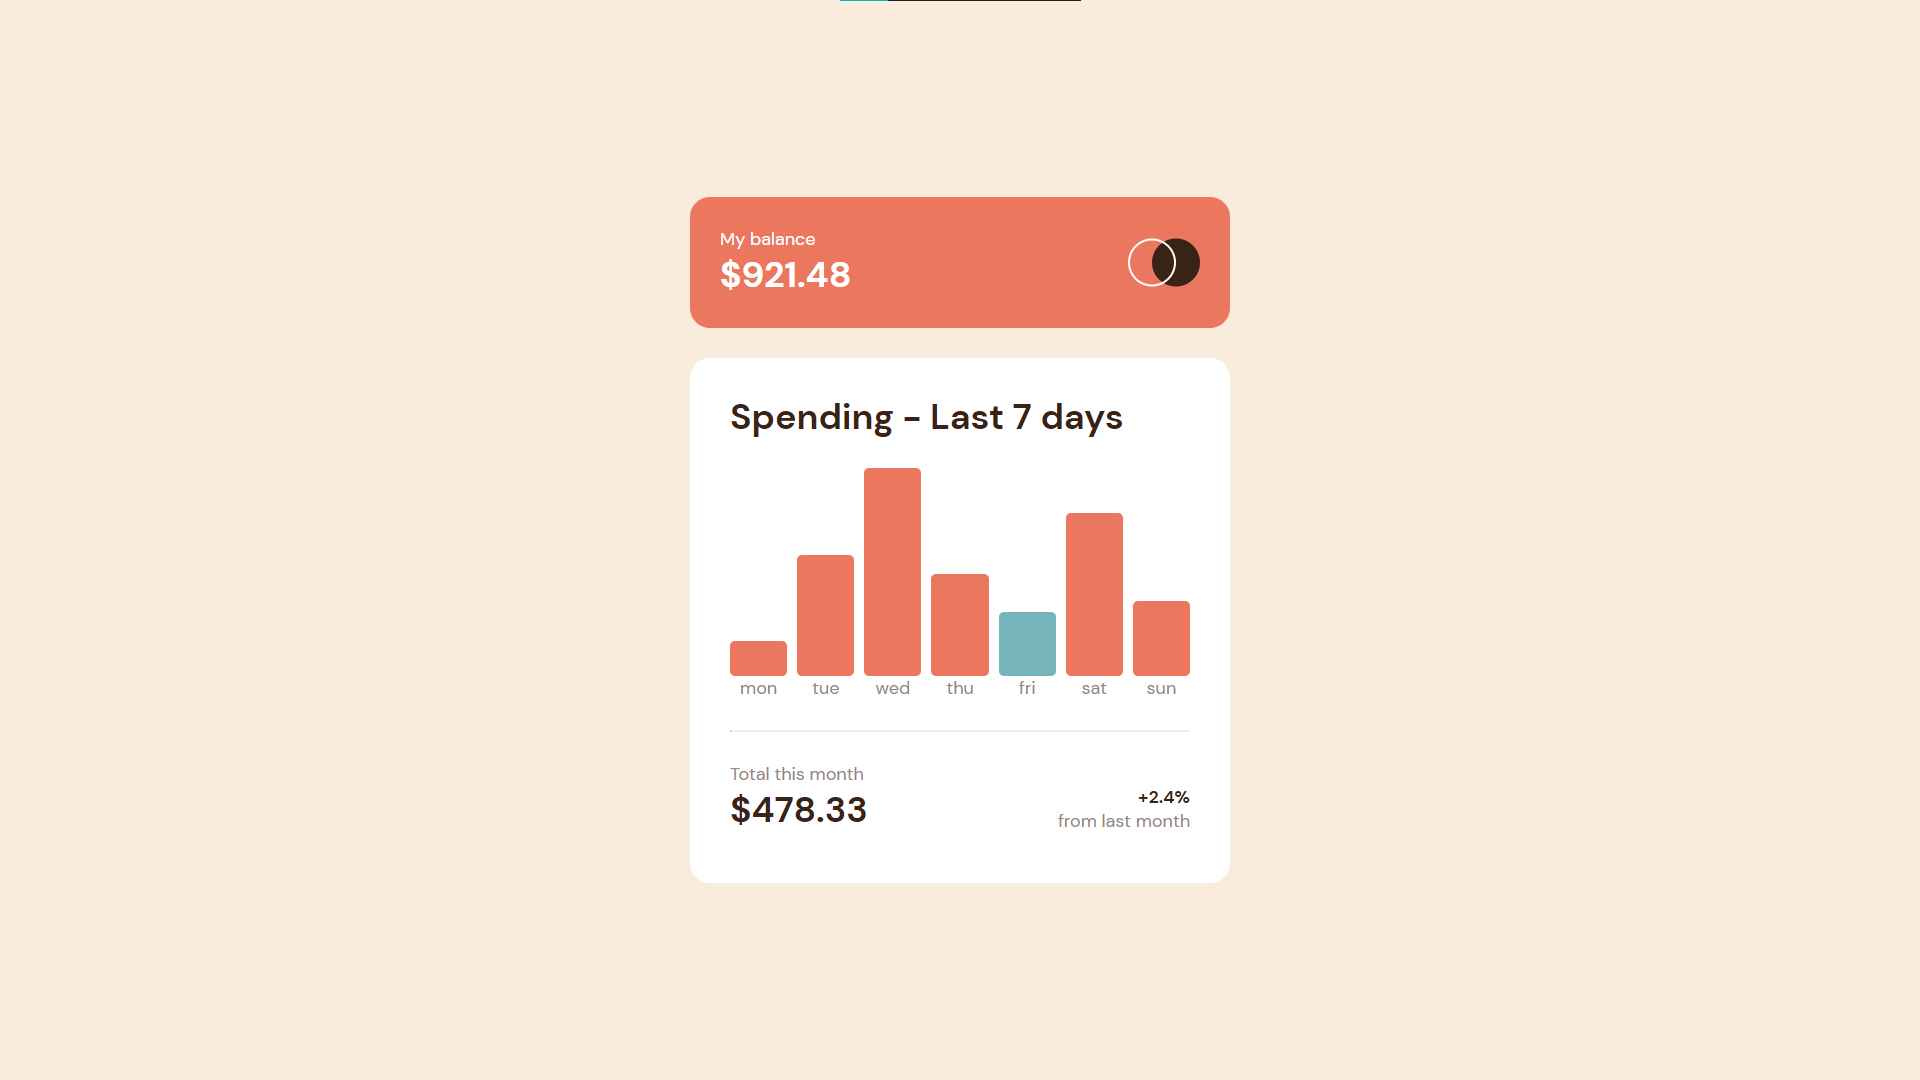 My balance
$921.48
Spending - Last 7 days
mon tue wed thu fri sat sun
Total this month
$478.33
+2.4%
from last month